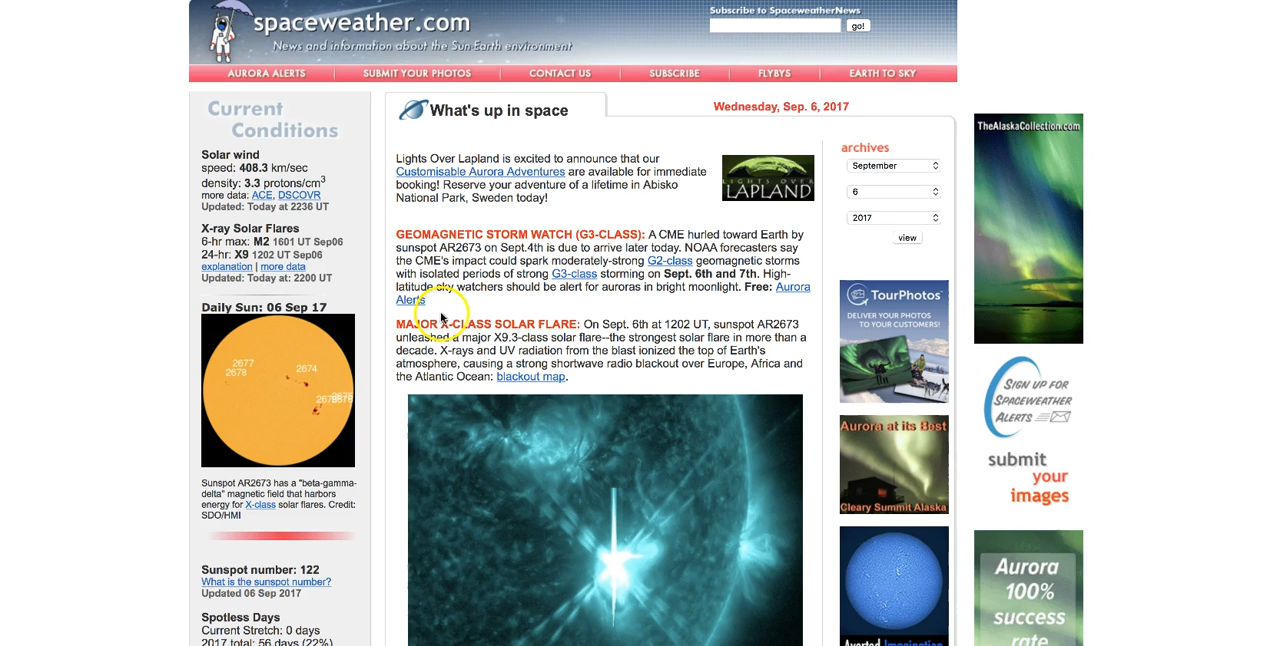 spaceweather.com
News and information about the Sun-Earth environment
Subscribe to SpaceweatherNews
go!
AURORA ALERTS
SUBMIT YOUR PHOTOS
CONTACT US
SUBSCRIBE
FLYBYS
EARTH TO SKY
Current
Conditions
Solar wind
speed: 408.3 km/sec
density: 3.3 protons/cm3
more data: ACE, DSCOVR
Updated: Today at 2236 UT
X-ray Solar Flares
6-hr max: M2 1601 UT Sep06
24-hr: X9 1202 UT Sep06
explanation | more data
Updated: Today at: 2200 UT
Daily Sun: 06 Sep 17
2677
2678
2674
Sunspot AR2673 has a "beta-gamma-
delta" magnetic field that harbors
energy for X-class solar flares. Credit:
SDO/HMI
Sunspot number: 122
What is the sunspot number?
Updated 06 Sep 2017
Spotless Days
Current Stretch: 0 days
2017 total: 56 days (22%)
What's up in space
Wednesday, Sep. 6, 2017
Lights Over Lapland is excited to announce that our
Customisable Aurora Adventures are available for immediate
booking! Reserve your adventure of a lifetime in Abisko
National Park, Sweden today!
LIGHTS OVER
LAPLAND
GEOMAGNETIC STORM WATCH (G3-CLASS): A CME hurled toward Earth by
sunspot AR2673 on Sept.4th is due to arrive later today. NOAA forecasters say
the CME's impact could spark moderately-strong G2-class geomagnetic storms
with isolated periods of strong G3-class storming on Sept. 6th and 7th. High-
latitude sky watchers should be alert for auroras in bright moonlight. Free: Aurora
Alerts
MAJOR X-CLASS SOLAR FLARE: On Sept. 6th at 1202 UT, sunspot AR2673
unleashed a major X9.3-class solar flare--the strongest solar flare in more than a
decade. X-rays and UV radiation from the blast ionized the top of Earth's
atmosphere, causing a strong shortwave radio blackout over Europe, Africa and
the Atlantic Ocean: blackout map.
archives
September
6
2017
view
TourPhotos
DELIVER YOUR PHOTOS
TO YOUR CUSTOMERS!
Aurora at its Best
Cleary Summit Alaska
Averted Imagination
TheAlaskaCollection.com
SIGN UP FOR
SPACEWEATHER
ALERTS
submit
your
images
Aurora
100%
success
rate